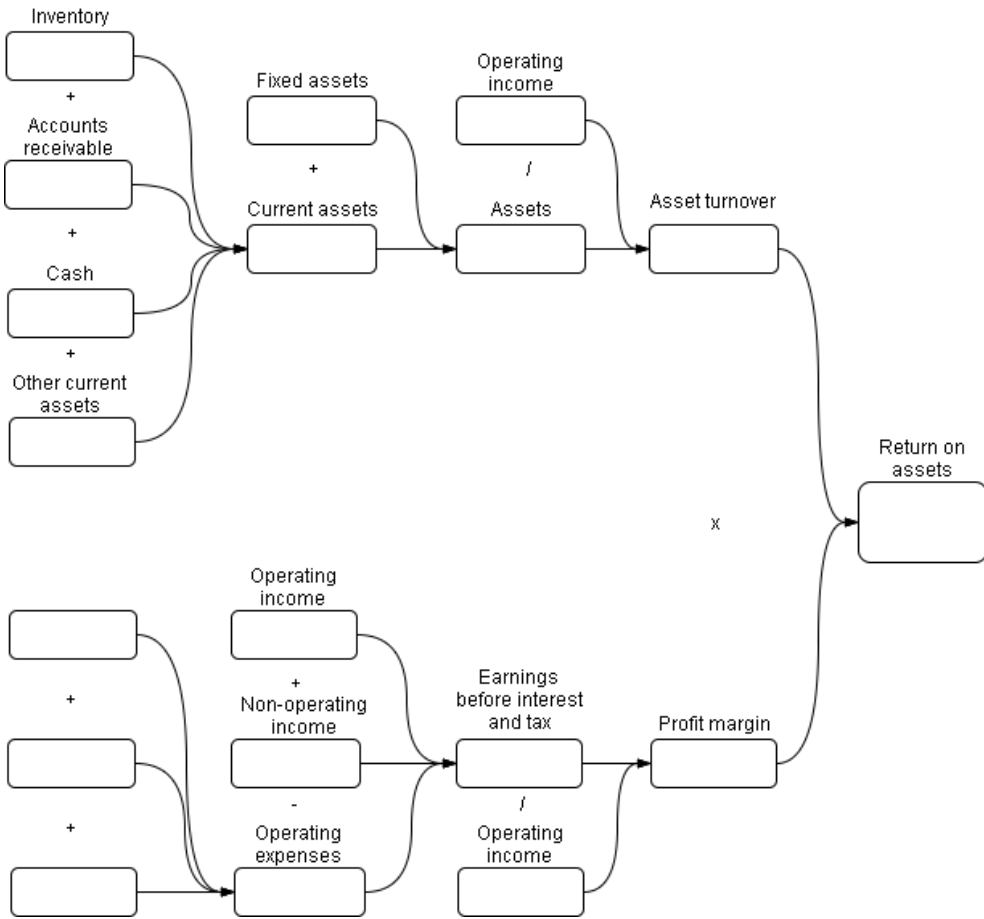 Inventory
+
Accounts
receivable
+
Cash
+
Other current
assets
Fixed assets
+
Current assets
Operating
income
/
Assets
Asset turnover
Return on
assets
x
+
+
Operating
income
+
Non-operating
income
-
Operating
expenses
Earnings
before interest
and tax
/
Operating
income
Profit margin